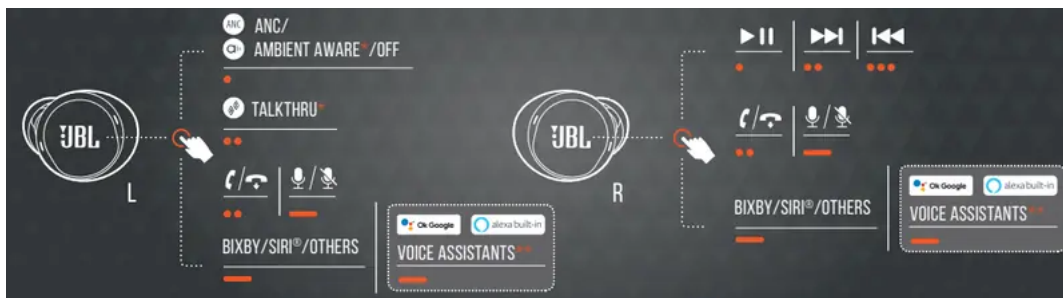 ANC
ANC/
AMBIENT AWARE*/OFF
TALKTHRU*
JBL
L
BIXBY/SIRI®/OTHERS
Ok Google
alexa built-in
VOICE ASSISTANTS**
JBL
R
BIXBY/SIRI®/OTHERS
Ok Google
alexa built-in
VOICE ASSISTANTS**